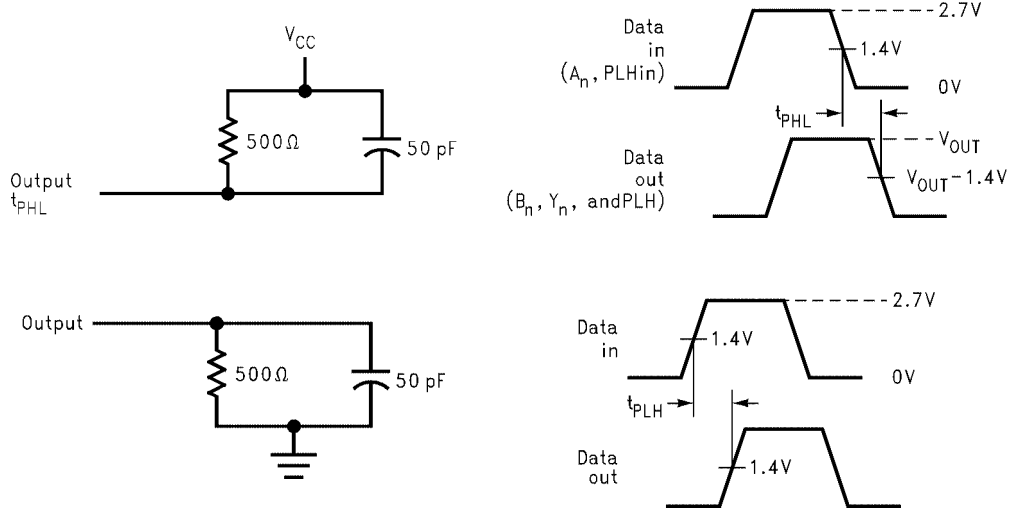 V_CC
500Ω
50 pF
Output
t_PHL
Data
in
(A_n, PLHin)
2.7V
1.4V
0V
t_PHL
Data
out
(B_n, Y_n, andPLH)
V_OUT
V_OUT-1.4V
Output
500Ω
50 pF
Data
in
2.7V
1.4V
0V
t_PLH
Data
out
1.4V